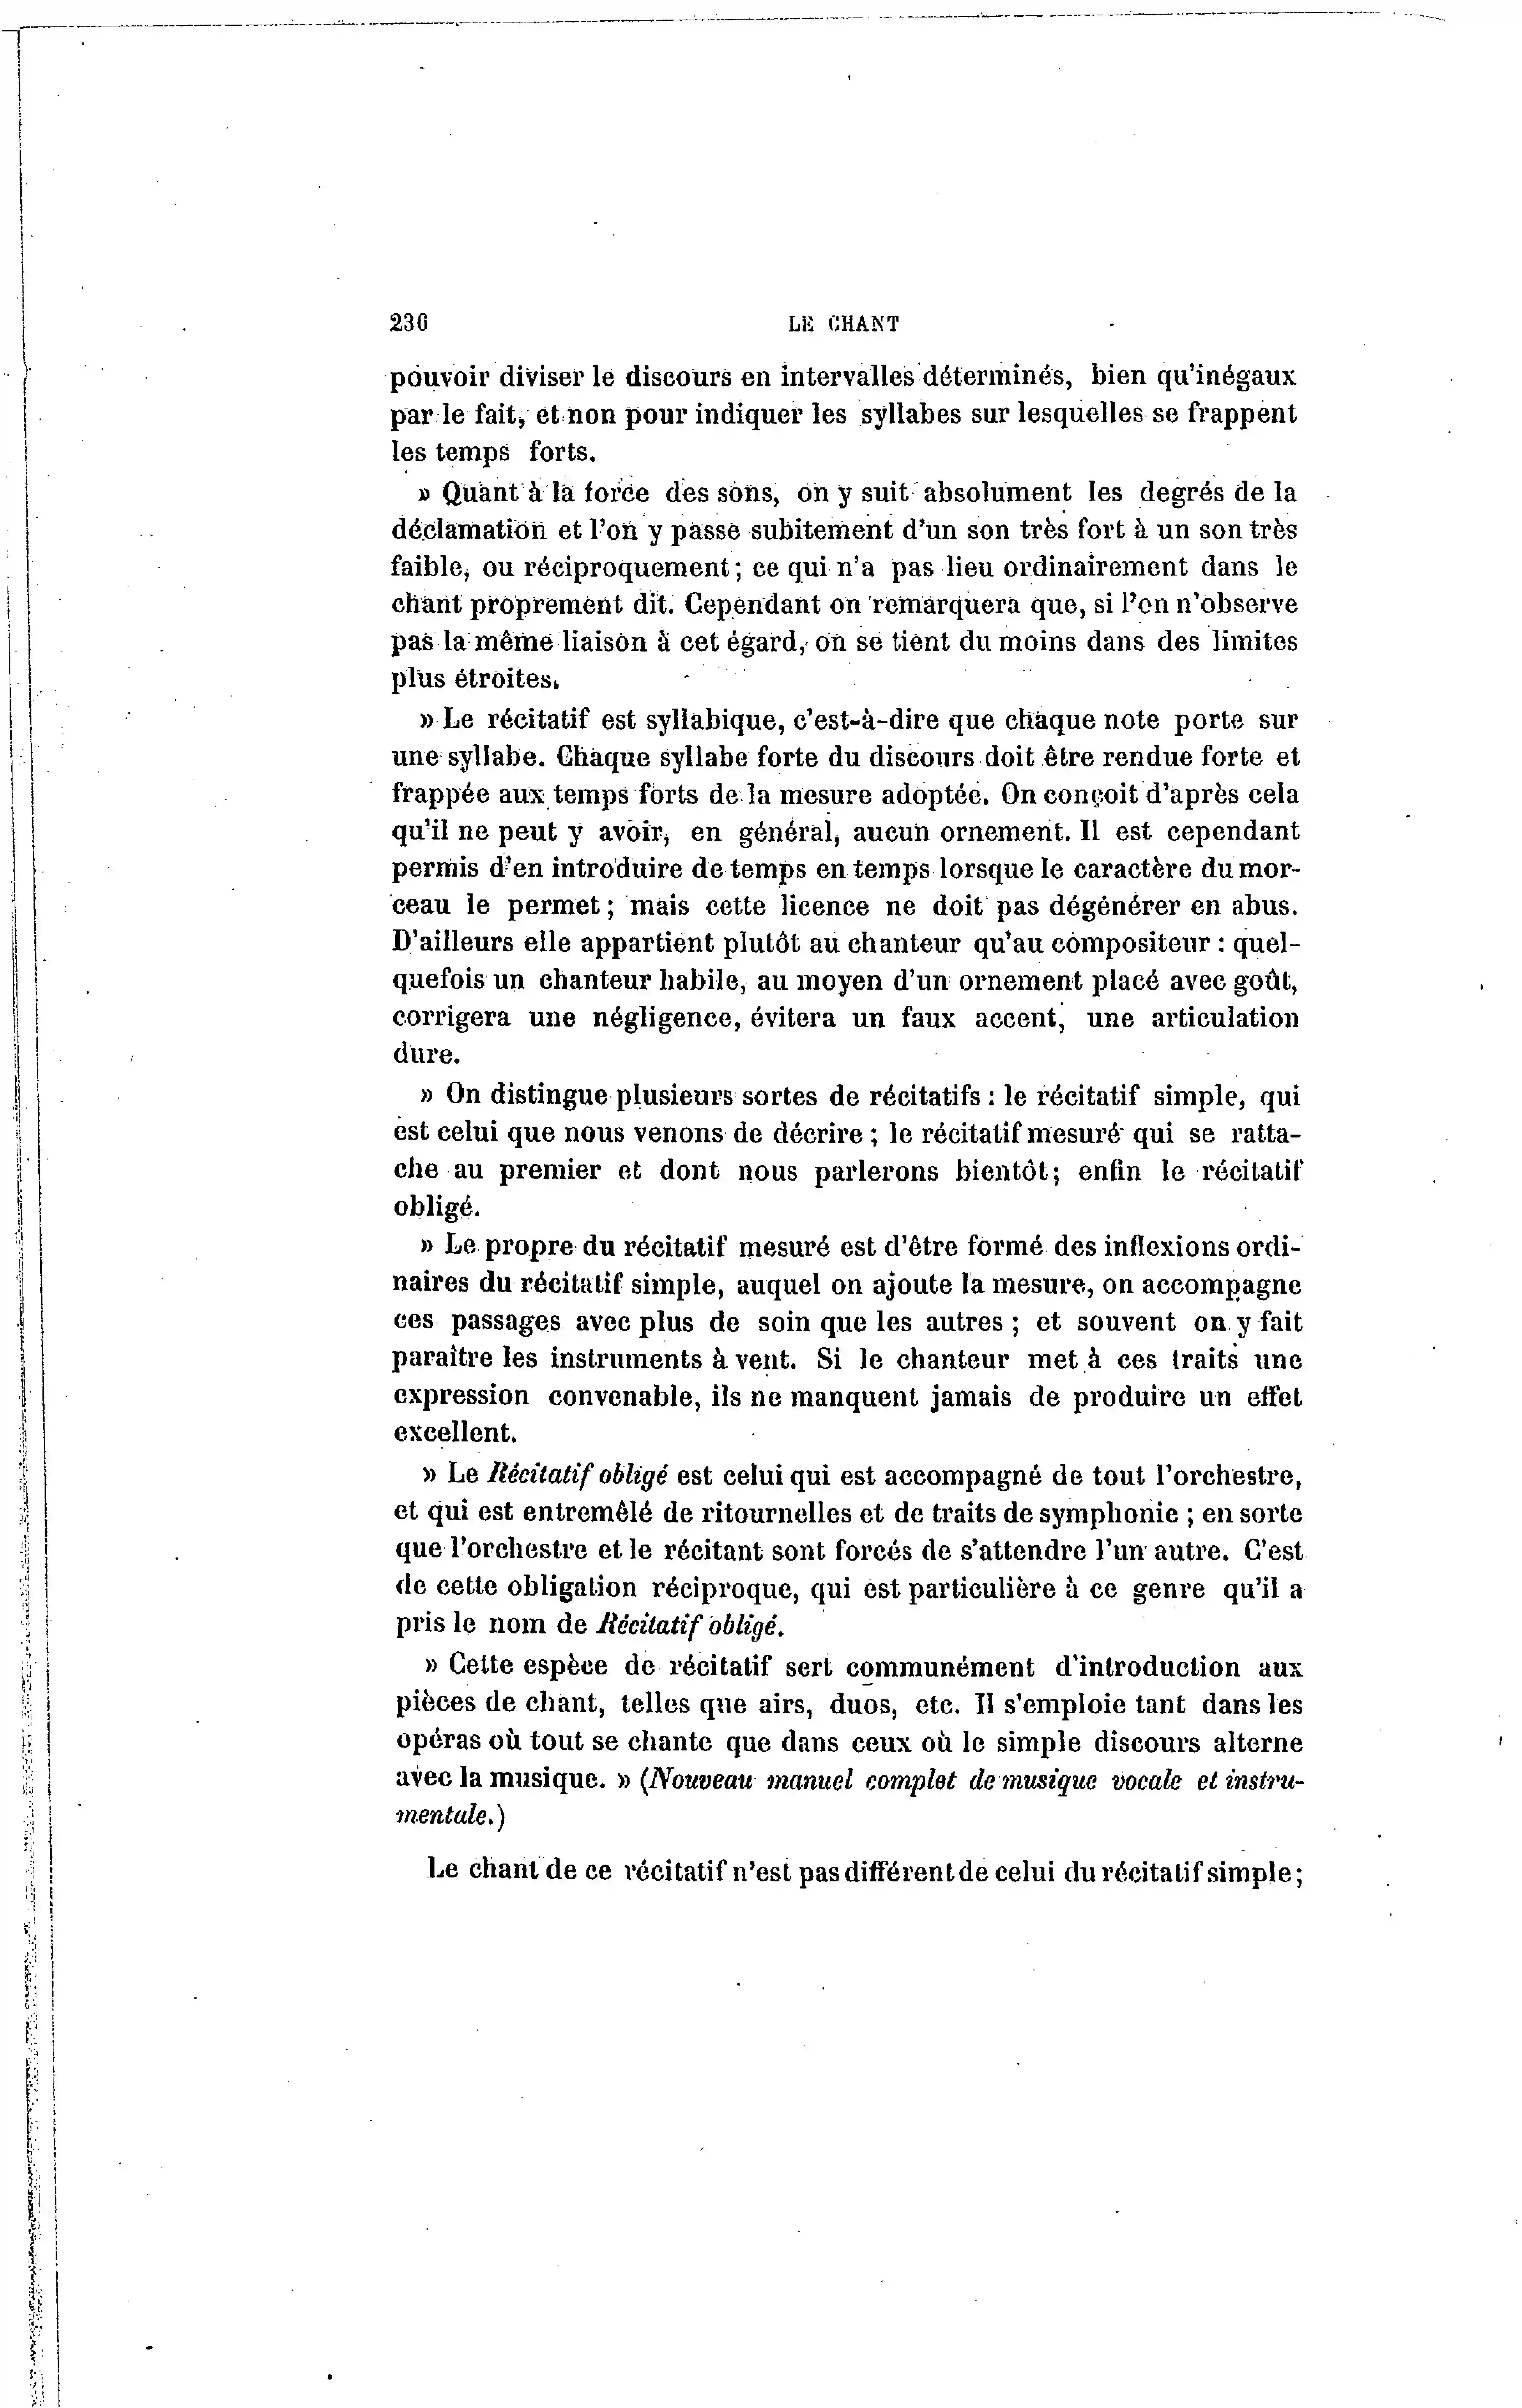 236 LE CHANT
pouvoir diviser le discours en intervalles déterminés, bien qu'inégaux
par le fait, et non pour indiquer les syllabes sur lesquelles se frappent
les temps forts.
» Quant à la force des sons, on y suit absolument les degrés de la
déclamation et l'on y passe subitement d'un son très fort à un son très
faible, ou réciproquement ; ce qui n'a pas lieu ordinairement dans le
chant proprement dit. Cependant on remarquera que, si l'on n'observe
pas la même liaison à cet égard, on se tient du moins dans des limites
plus étroites.
» Le récitatif est syllabique, c'est-à-dire que chaque note porte sur
une syllabe. Chaque syllabe forte du discours doit être rendue forte et
frappée aux temps forts de la mesure adoptée. On conçoit d'après cela
qu'il ne peut y avoir, en général, aucun ornement. Il est cependant
permis d'en introduire de temps en temps lorsque le caractère du mor-
ceau le permet ; mais cette licence ne doit pas dégénérer en abus.
D'ailleurs elle appartient plutôt au chanteur qu'au compositeur : quel-
quefois un chanteur habile, au moyen d'un ornement placé avec goût,
corrigera une négligence, évitera un faux accent, une articulation
dure.
» On distingue plusieurs sortes de récitatifs : le récitatif simple, qui
est celui que nous venons de décrire ; le récitatif mesuré qui se ratta-
che au premier et dont nous parlerons bientôt ; enfin le récitatif
obligé.
» Le propre du récitatif mesuré est d'être formé des inflexions ordi-
naires du récitatif simple, auquel on ajoute la mesure, on accompagne
ces passages avec plus de soin que les autres ; et souvent on y fait
paraître les instruments à vent. Si le chanteur met à ces traits une
expression convenable, ils ne manquent jamais de produire un effet
excellent.
» Le Récitatif obligé est celui qui est accompagné de tout l'orchestre,
et qui est entremêlé de ritournelles et de traits de symphonie ; en sorte
que l'orchestre et le récitant sont forcés de s'attendre l'un autre. C'est
de cette obligation réciproque, qui est particulière à ce genre qu'il a
pris le nom de Récitatif obligé.
» Cette espèce de récitatif sert communément d'introduction aux
pièces de chant, telles que airs, duos, etc. Il s'emploie tant dans les
opéras où tout se chante que dans ceux où le simple discours alterne
avec la musique. » (Nouveau manuel complet de musique vocale et instru-
mentale.)
Le chant de ce récitatif n'est pas différent de celui du récitatif simple ;